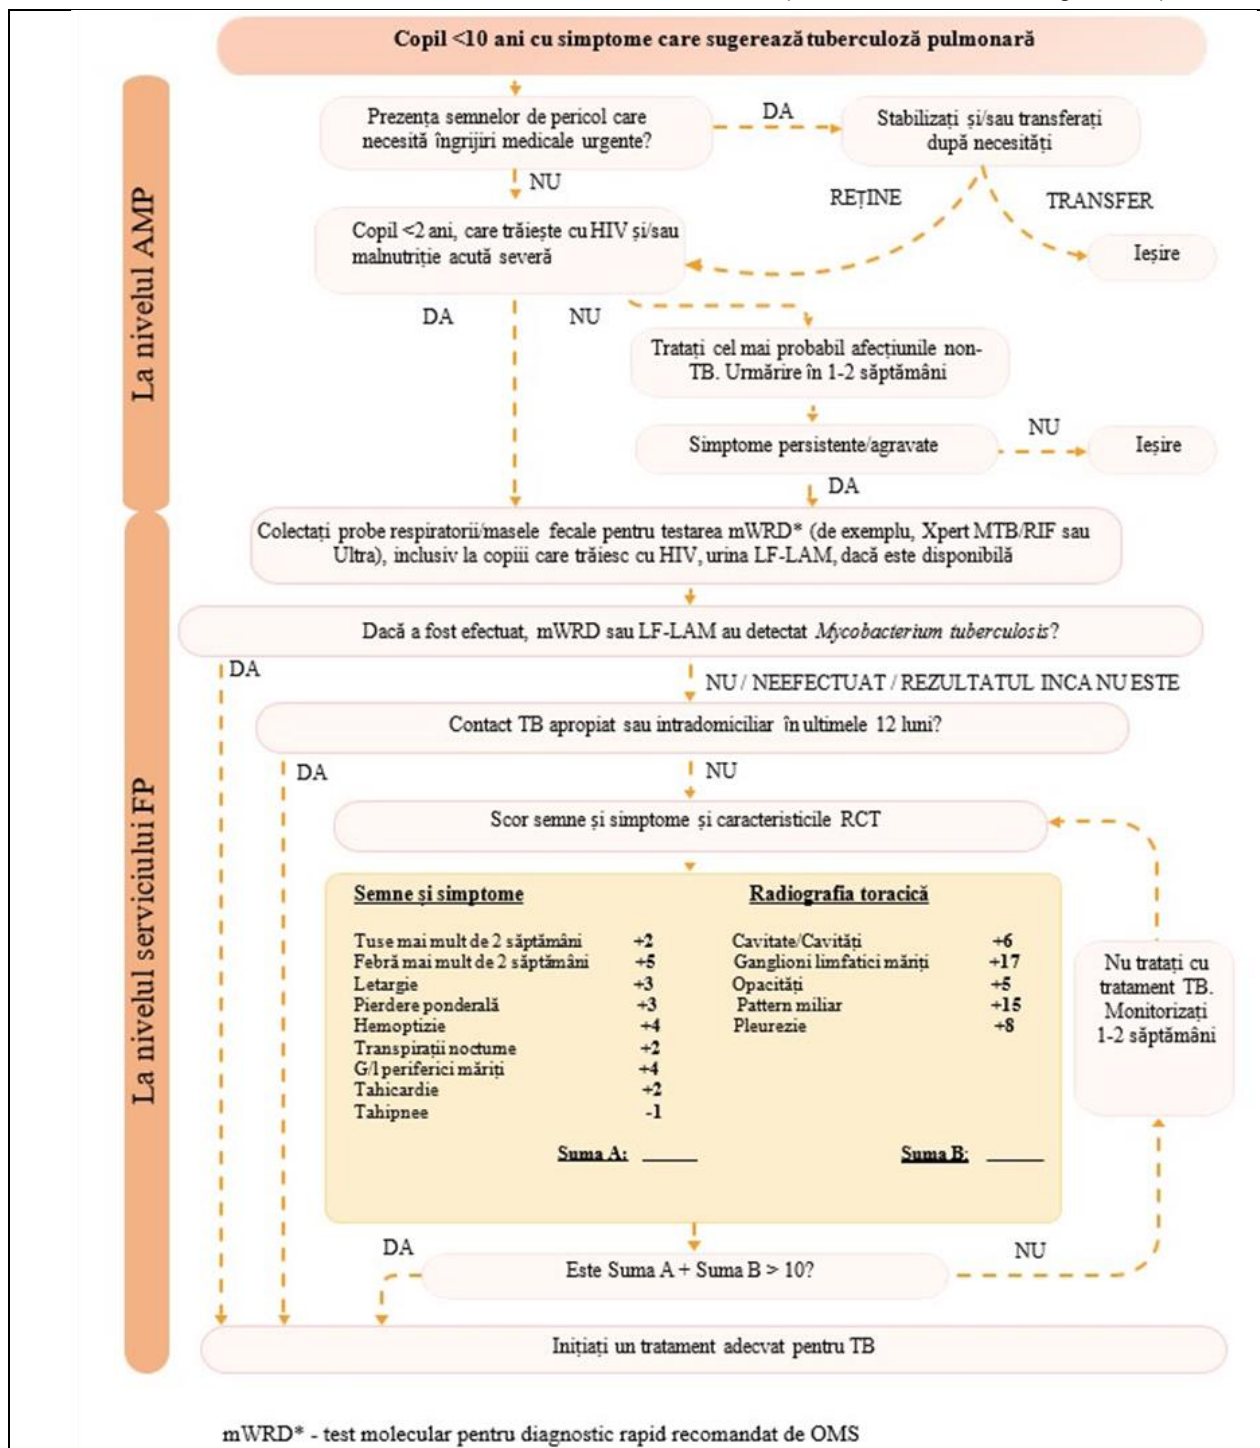 Copil <10 ani cu simptome care sugerează tuberculoză pulmonară
La nivelul AMP
Prezența semnelor de pericol care
necesită îngrijiri medicale urgente?
DA
Stabilizați și/sau transferați
după necesități
NU
REȚINE
TRANSFER
Copil <2 ani, care trăiește cu HIV și/sau
malnutriție acută severă
Ieșire
DA
NU
Tratați cel mai probabil afecțiunile non-
TB. Urmărire în 1-2 săptămâni
Simptome persistente/agravate
NU
Ieșire
DA
La nivelul serviciului FP
Colectați probe respiratorii/masele fecale pentru testarea mWRD* (de exemplu, Xpert MTB/RIF sau
Ultra), inclusiv la copiii care trăiesc cu HIV, urina LF-LAM, dacă este disponibilă
Dacă a fost efectuat, mWRD sau LF-LAM au detectat Mycobacterium tuberculosis?
DA
NU / NEEFECTUAT / REZULTATUL INCA NU ESTE
Contact TB apropiat sau intradomiciliar în ultimele 12 luni?
DA
NU
Scor semne și simptome și caracteristicile RCT
Semne și simptome
Tuse mai mult de 2 săptămâni +2
Febră mai mult de 2 săptămâni +5
Letargie +3
Pierdere ponderală +3
Hemoptizie +4
Transpirații nocturne +2
G/l periferici măriți +4
Tahicardie +2
Tahipnee -1
Suma A: ______
Radiografia toracică
Cavitate/Cavități +6
Ganglioni limfatici măriți +17
Opacități +5
Pattern miliar +15
Pleurezie +8
Suma B: ______
Nu tratați cu
tratament TB.
Monitorizați
1-2 săptămâni
DA
Este Suma A + Suma B > 10?
NU
Inițiați un tratament adecvat pentru TB
mWRD* - test molecular pentru diagnostic rapid recomandat de OMS